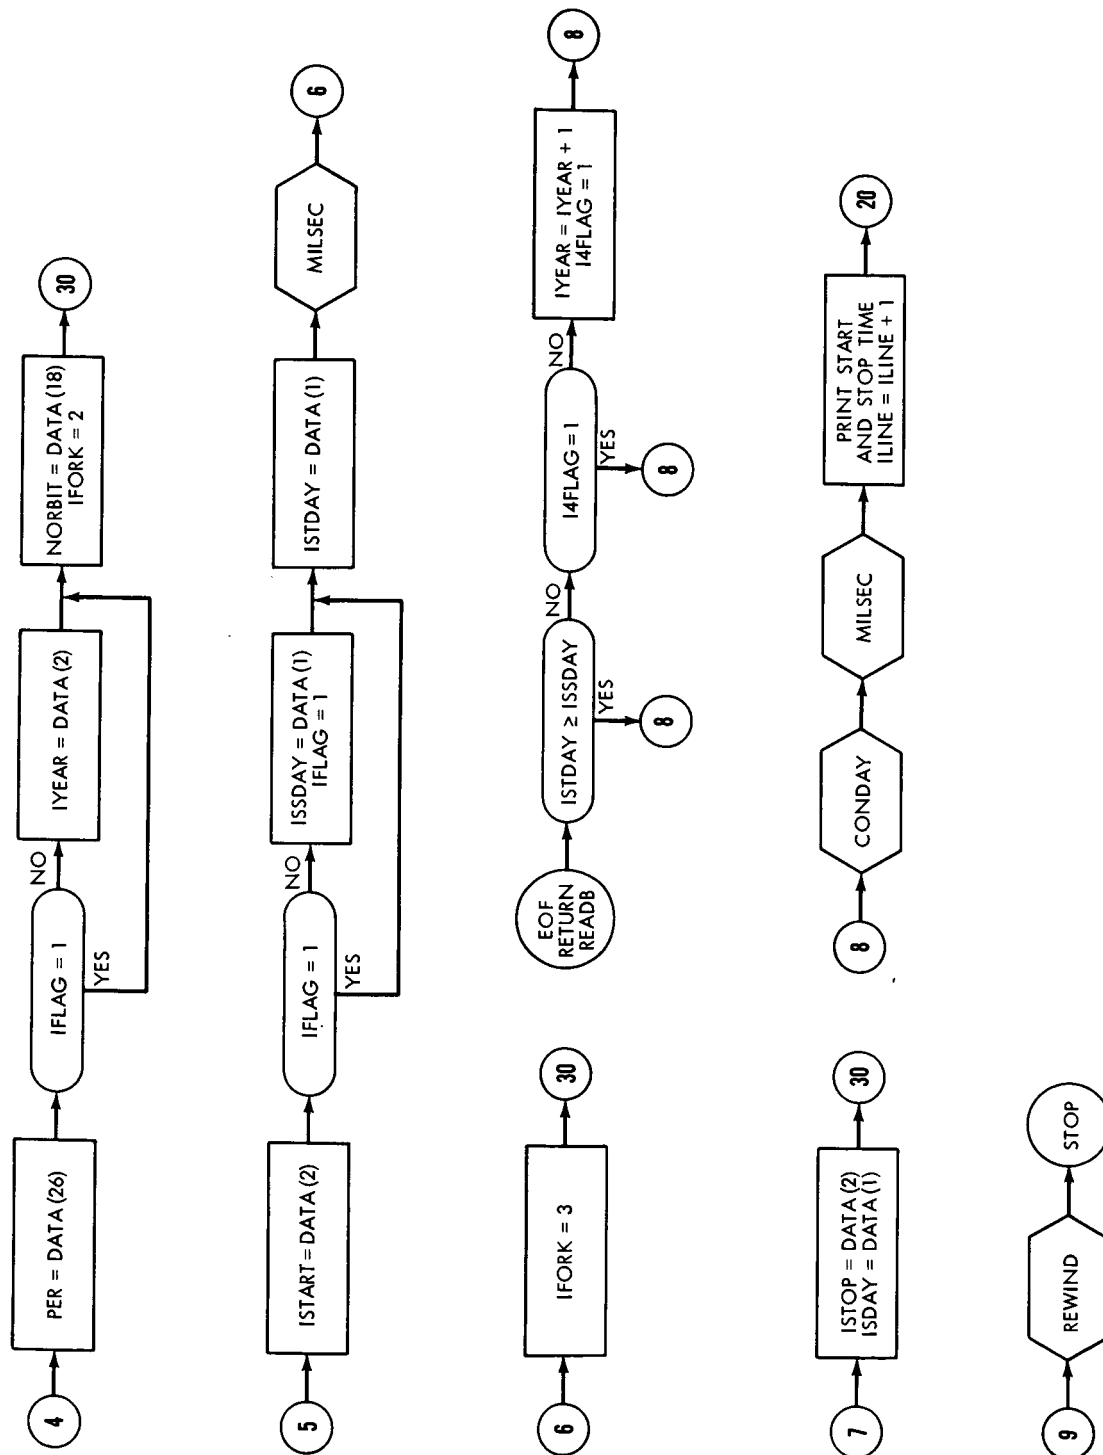 4
PER = DATA (26)
IFLAG = 1
NO
YES
IYEAR = DATA (2)
NORBIT = DATA (18)
IFORK = 2
30
5
ISTART = DATA (2)
IFLAG = 1
NO
YES
ISSDAY = DATA (1)
IFLAG = 1
ISTDAY = DATA (1)
MILSEC
6
6
IFORK = 3
30
EOF
RETURN
READB
ISTDAY ≥ ISSDAY
NO
YES
8
I4FLAG = 1
NO
YES
8
IYEAR = IYEAR + 1
I4FLAG = 1
8
7
ISTOP = DATA (2)
ISDAY = DATA (1)
30
8
CONDAY
MILSEC
PRINT START
AND STOP TIME
ILINE = ILINE + 1
20
9
REWIND
STOP